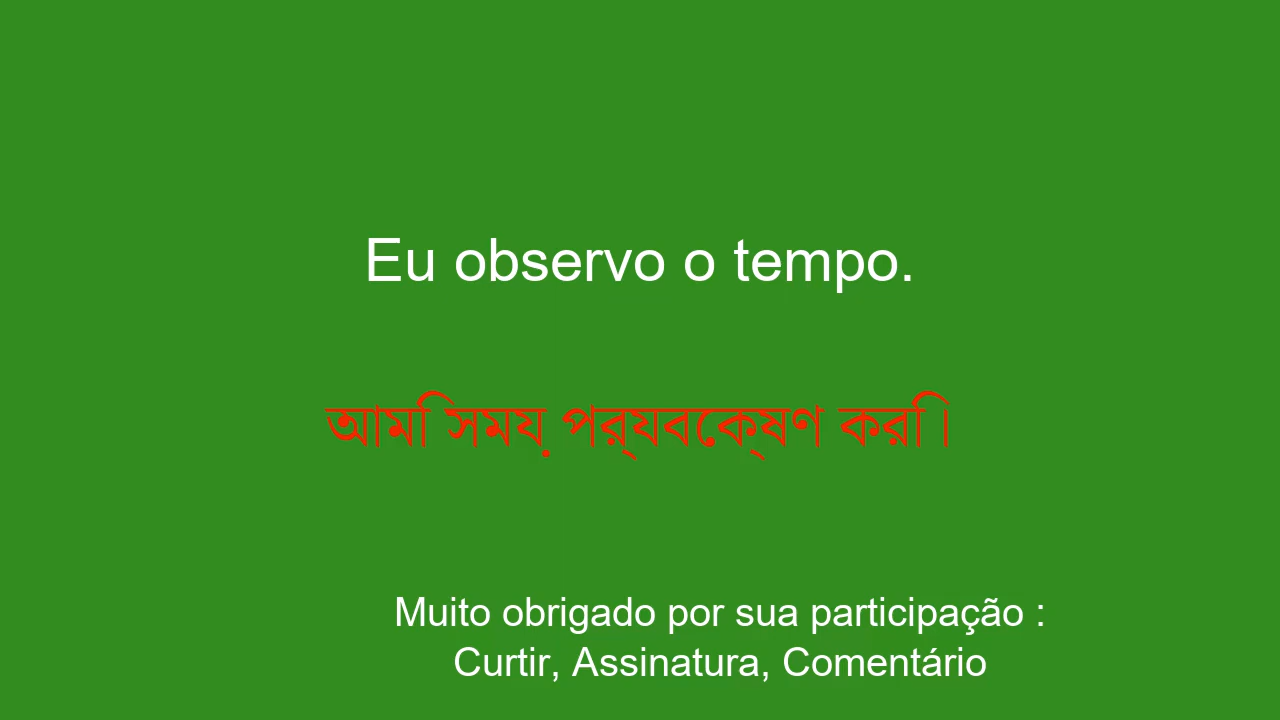 Eu observo o tempo.
আমি সময় পর্যবেক্ষণ করি।
Muito obrigado por sua participação :
Curtir, Assinatura, Comentário